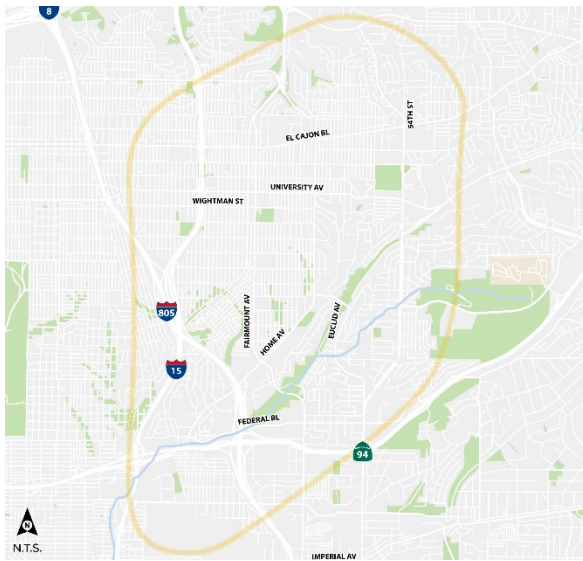 8
54TH ST
EL CAJON BL
UNIVERSITY AV
WIGHTMAN ST
805
FAIRMOUNT AV
HOME AV
EUCLID AV
15
FEDERAL BL
94
N
N.T.S.
IMPERIAL AV